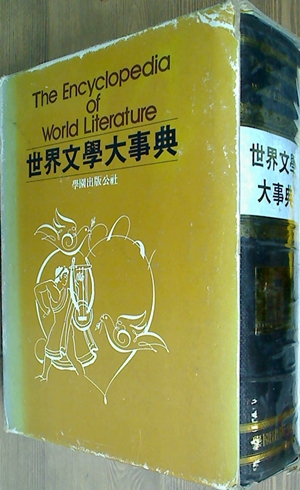 The Encyclopedia
of
World Literature
世界文學大事典
學園出版公社
世界文學
大事典